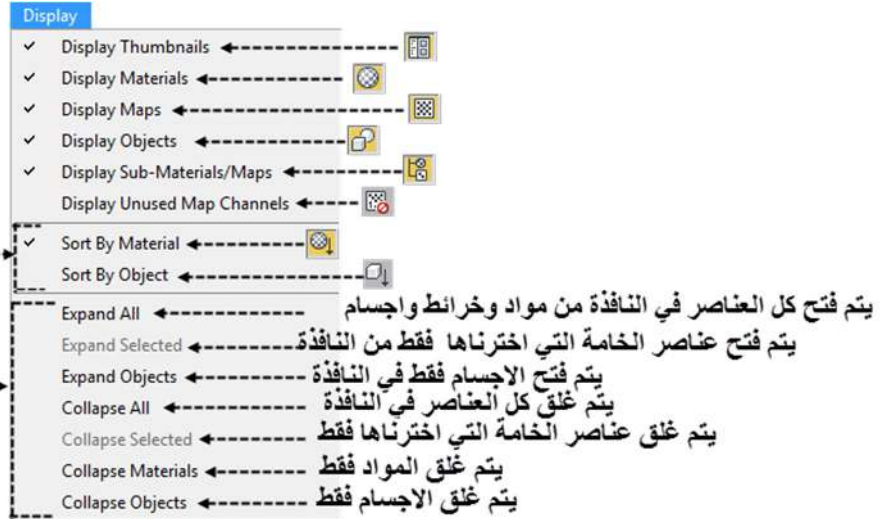 Display
Display Thumbnails
Display Materials
Display Maps
Display Objects
Display Sub-Materials/Maps
Display Unused Map Channels
Sort By Material
Sort By Object
Expand All يتم فتح كل العناصر في النافذة من مواد وخرائط واجسام
Expand Selected يتم فتح عناصر الخامة التي اخترناها فقط من النافذة
Expand Objects يتم فتح الاجسام فقط في النافذة
Collapse All يتم غلق كل العناصر في النافذة
Collapse Selected يتم غلق عناصر الخامة التي اخترناها فقط
Collapse Materials يتم غلق المواد فقط
Collapse Objects يتم غلق الاجسام فقط